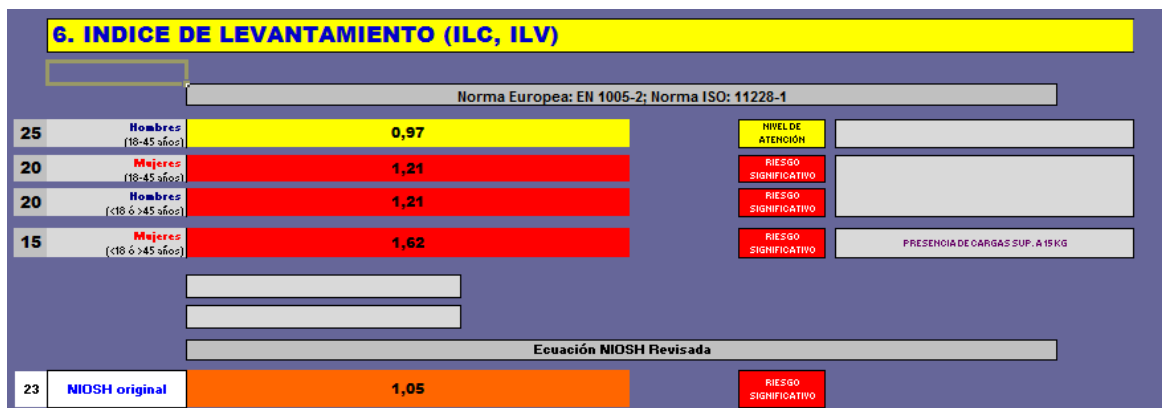 6. INDICE DE LEVANTAMIENTO (ILC, ILV)
Norma Europea: EN 1005-2; Norma ISO: 11228-1
25 Hombres 0,97 NIVEL DE
(18-45 años) ATENCIÓN
20 Mujeres 1,21 RIESGO
(18-45 años) SIGNIFICATIVO
20 Hombres 1,21 RIESGO
(<18 ó >45 años) SIGNIFICATIVO
15 Mujeres 1,62 RIESGO PRESENCIA DE CARGAS SUP. A 15 KG
(<18 ó >45 años) SIGNIFICATIVO
Ecuación NIOSH Revisada
23 NIOSH original 1,05 RIESGO
SIGNIFICATIVO